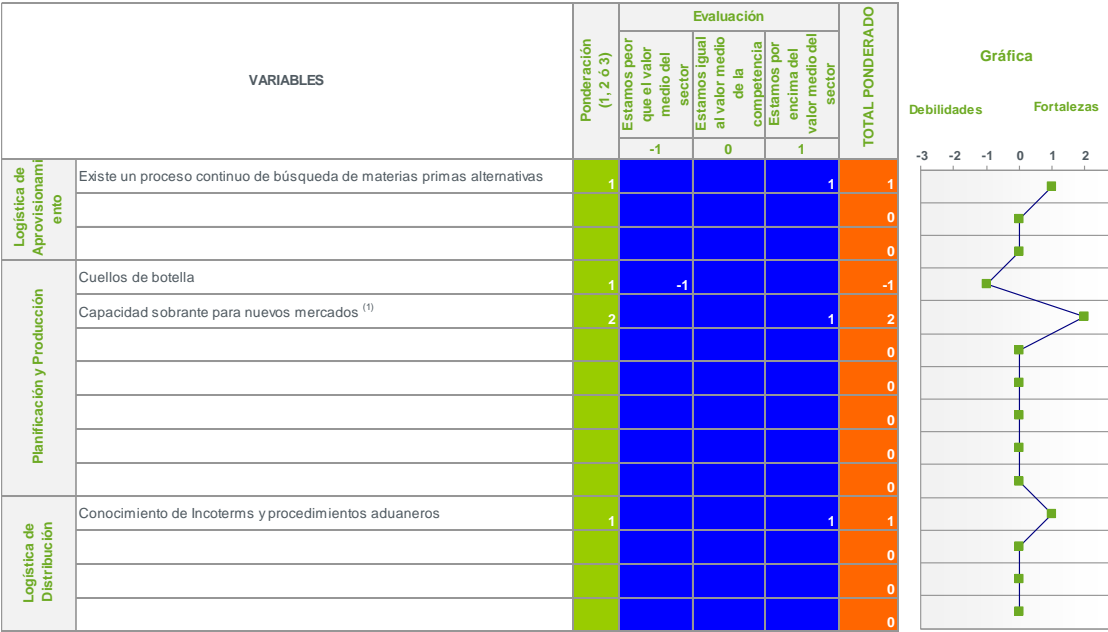 VARIABLES
Ponderación
(1, 2 ó 3)
Evaluación
Estamos peor
que el valor
medio del
sector
Estamos igual
al valor medio
de la
competencia
Estamos por
encima del
valor medio del
sector
-1
0
1
TOTAL PONDERADO
Gráfica
Debilidades
Fortalezas
-3 -2 -1 0 1 2
Logística de
Aprovisionami
ento
Existe un proceso continuo de búsqueda de materias primas alternativas
1 1 1
0
0
Planificación y Producción
Cuellos de botella
1 -1 -1
Capacidad sobrante para nuevos mercados (1)
2 1 2
0
0
0
0
0
Logística de
Distribución
Conocimiento de Incoterms y procedimientos aduaneros
1 1 1
0
0
0